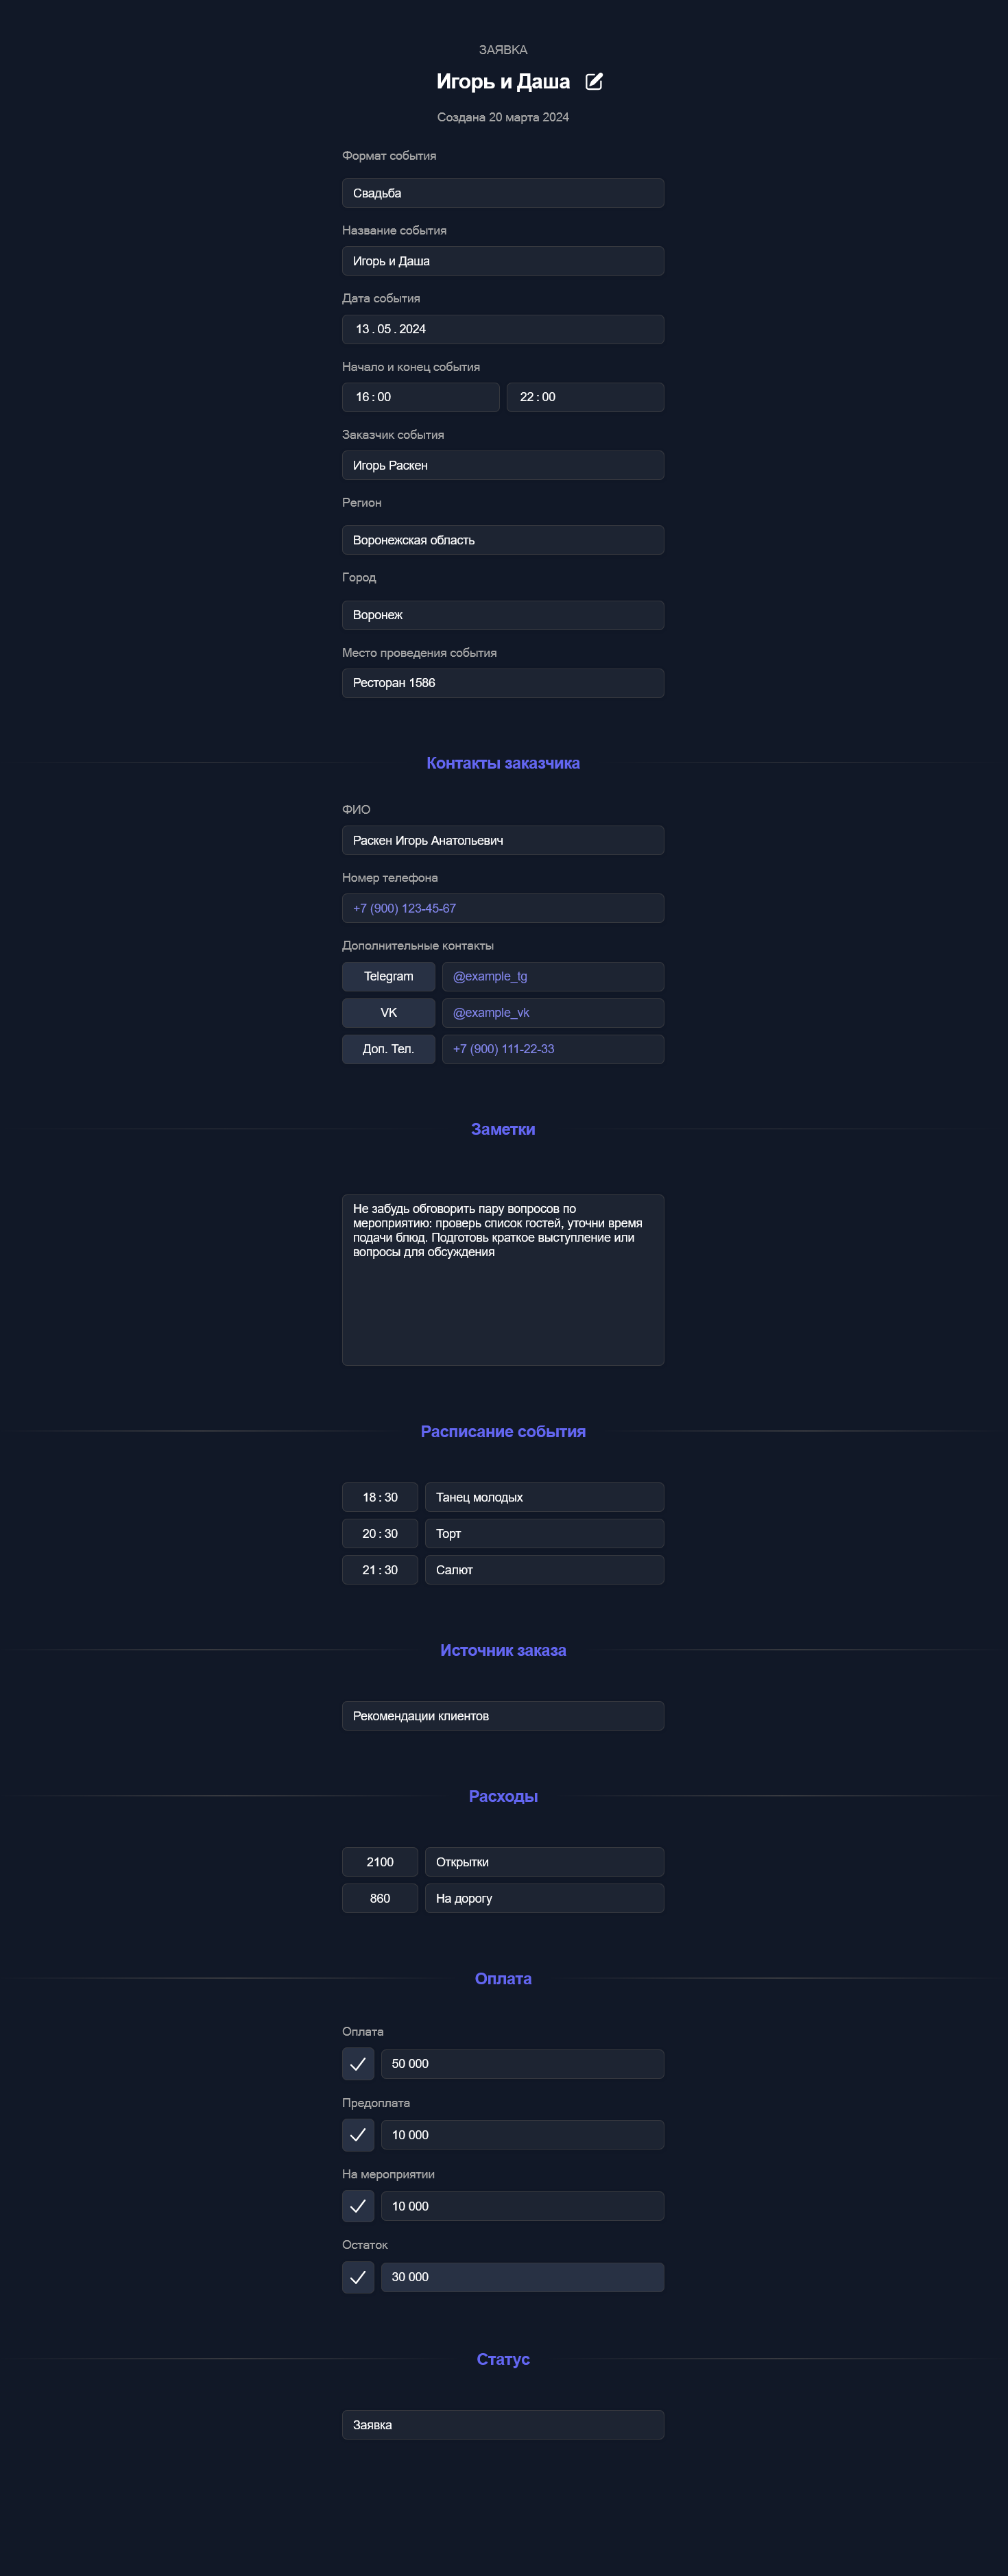 ЗАЯВКА
Игорь и Даша
Создана 20 марта 2024
Формат события
Свадьба
Название события
Игорь и Даша
Дата события
13 . 05 . 2024
Начало и конец события
16 : 00 22 : 00
Заказчик события
Игорь Раскен
Регион
Воронежская область
Город
Воронеж
Место проведения события
Ресторан 1586
Контакты заказчика
ФИО
Раскен Игорь Анатольевич
Номер телефона
+7 (900) 123-45-67
Дополнительные контакты
Telegram @example_tg
VK @example_vk
Доп. Тел. +7 (900) 111-22-33
Заметки
Не забудь обговорить пару вопросов по
мероприятию: проверь список гостей, уточни время
подачи блюд. Подготовь краткое выступление или
вопросы для обсуждения
Расписание события
18 : 30 Танец молодых
20 : 30 Торт
21 : 30 Салют
Источник заказа
Рекомендации клиентов
Расходы
2100 Открытки
860 На дорогу
Оплата
Оплата
50 000
Предоплата
10 000
На мероприятии
10 000
Остаток
30 000
Статус
Заявка